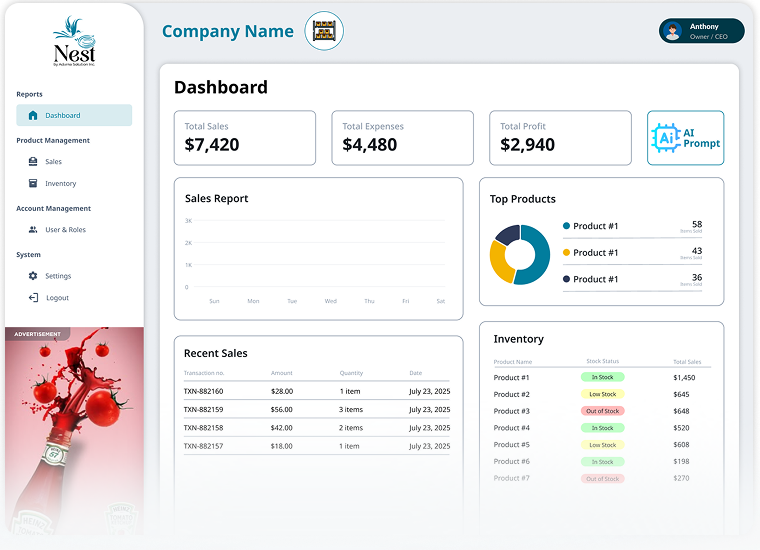 Nest
by Adulma Solution Inc.
Reports
Dashboard
Product Management
Sales
Inventory
Account Management
User & Roles
System
Settings
Logout
ADVERTISEMENT
57
HEINZ
HEINZ
Company Name
Anthony
Owner / CEO
Dashboard
Total Sales
$7,420
Total Expenses
$4,480
Total Profit
$2,940
Ai
AI
Prompt
Sales Report
3K
2K
1K
0
Sun Mon Tue Wed Thu Fri Sat
Top Products
Product #1 58
Items Sold
Product #1 43
Items Sold
Product #1 36
Items Sold
Recent Sales
Transaction no. Amount Quantity Date
TXN-882160 $28.00 1 item July 23, 2025
TXN-882159 $56.00 3 items July 23, 2025
TXN-882158 $42.00 2 items July 23, 2025
TXN-882157 $18.00 1 item July 23, 2025
Inventory
Product Name Stock Status Total Sales
Product #1 In Stock $1,450
Product #2 Low Stock $645
Product #3 Out of Stock $648
Product #4 In Stock $520
Product #5 Low Stock $608
Product #6 In Stock $198
Product #7 Out of Stock $270